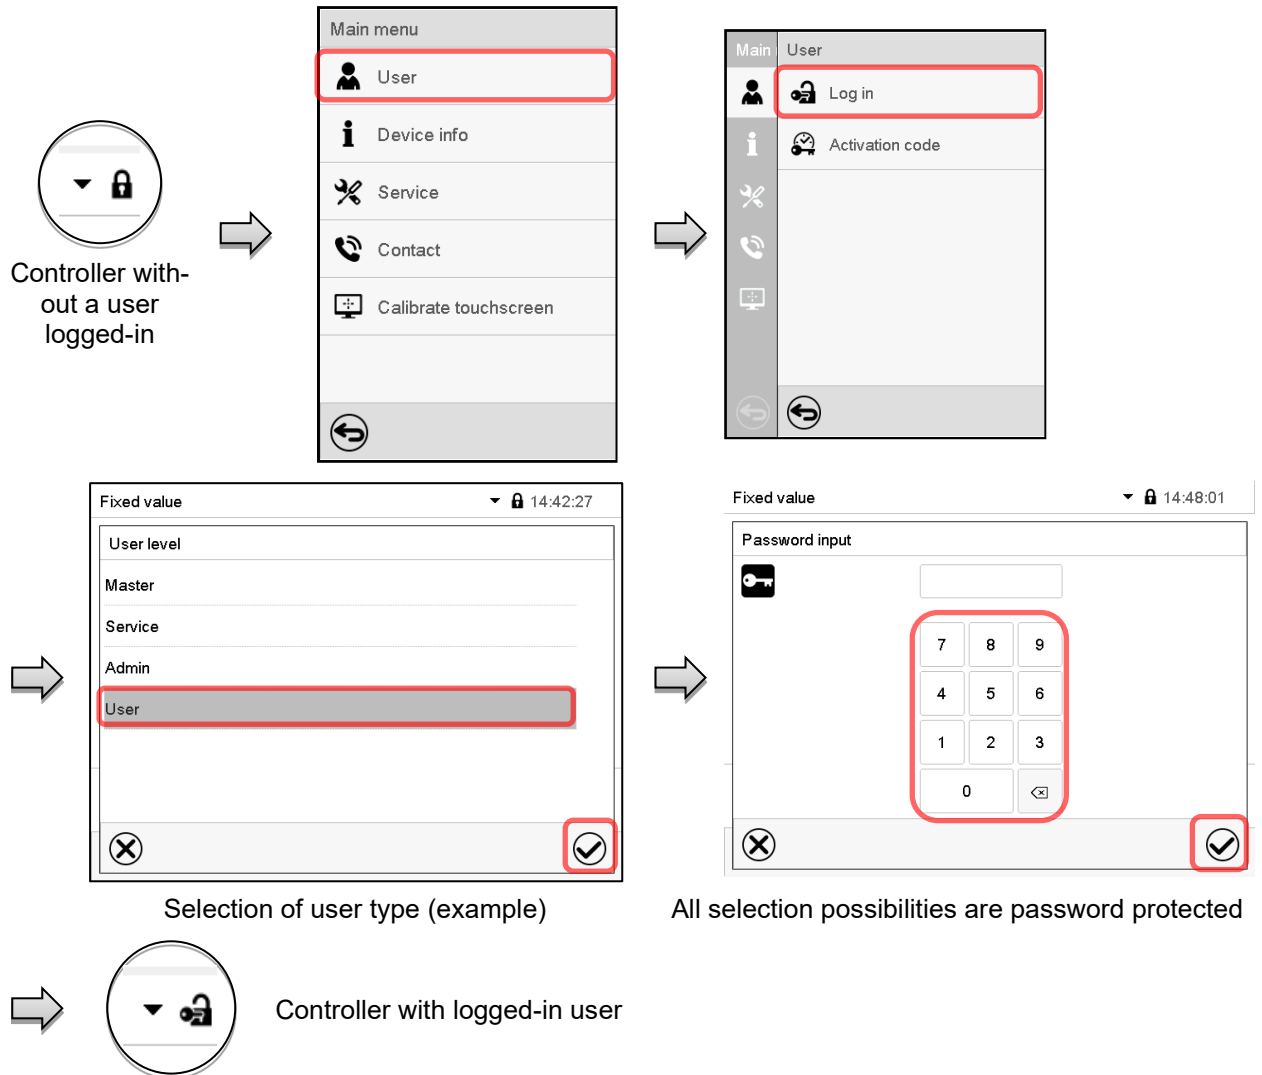 Main menu
User
Device info
Service
Contact
Calibrate touchscreen
Main
User
Log in
Activation code
Controller with-
out a user
logged-in
Fixed value
14:42:27
User level
Master
Service
Admin
User
Selection of user type (example)
Fixed value
14:48:01
Password input
7 8 9
4 5 6
1 2 3
0
All selection possibilities are password protected
Controller with logged-in user